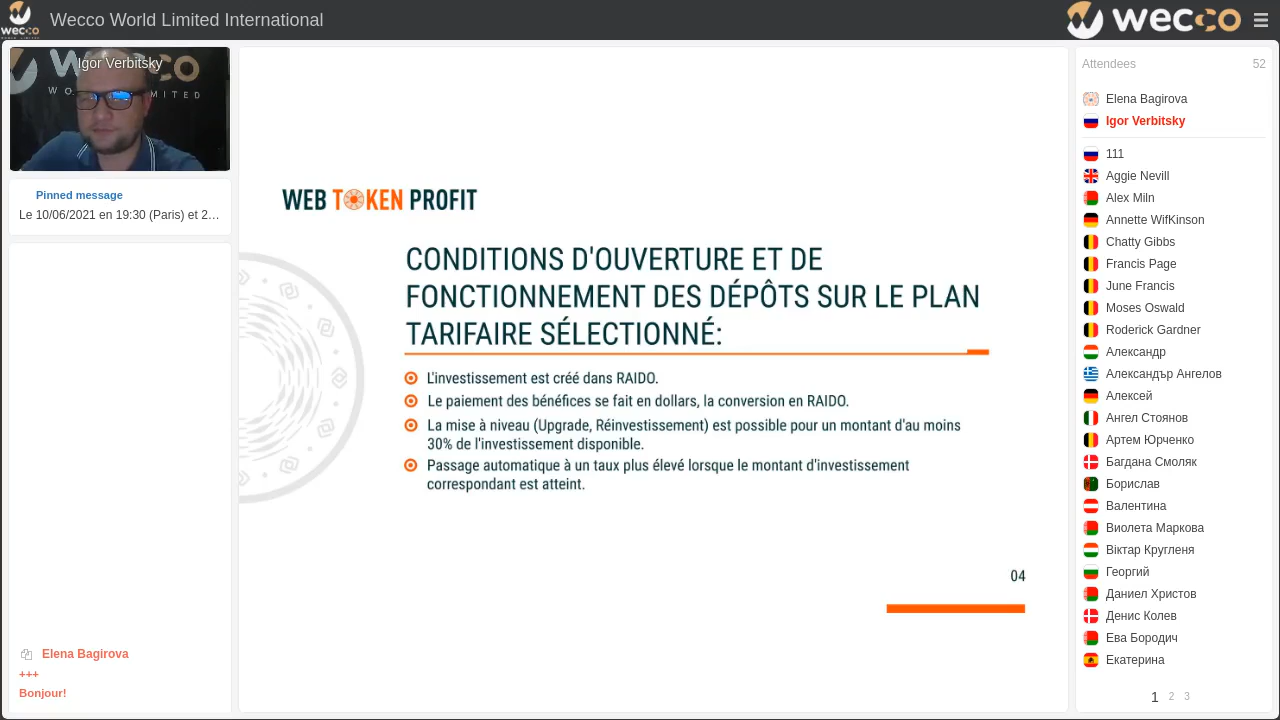 wecco
WORLD LIMITED
Wecco World Limited International
wecco
Igor Verbitsky
Pinned message
Le 10/06/2021 en 19:30 (Paris) et 2…
Elena Bagirova
+++
Bonjour!
WEB TOKEN PROFIT
CONDITIONS D'OUVERTURE ET DE
FONCTIONNEMENT DES DÉPÔTS SUR LE PLAN
TARIFAIRE SÉLECTIONNÉ:
L'investissement est créé dans RAIDO.
Le paiement des bénéfices se fait en dollars, la conversion en RAIDO.
La mise à niveau (Upgrade, Réinvestissement) est possible pour un montant d'au moins
30% de l'investissement disponible.
Passage automatique à un taux plus élevé lorsque le montant d'investissement
correspondant est atteint.
04
Attendees 52
Elena Bagirova
Igor Verbitsky
111
Aggie Nevill
Alex Miln
Annette WifKinson
Chatty Gibbs
Francis Page
June Francis
Moses Oswald
Roderick Gardner
Александр
Александър Ангелов
Алексей
Ангел Стоянов
Артем Юрченко
Багдана Смоляк
Борислав
Валентина
Виолета Маркова
Віктар Кругленя
Георгий
Даниел Христов
Денис Колев
Ева Бородич
Екатерина
1 2 3